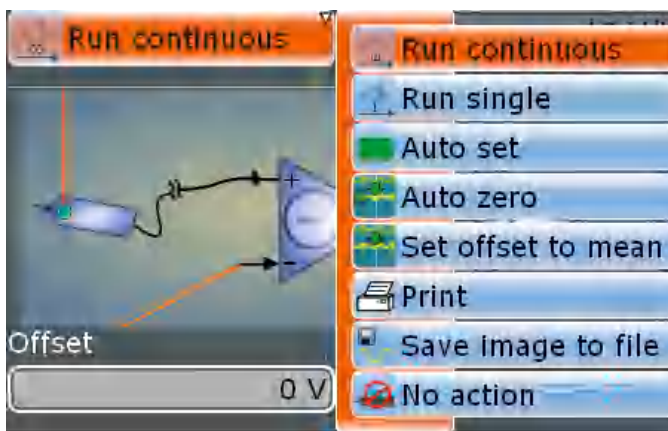 Run continuous
Offset
0 V
Run continuous
Run single
Auto set
Auto zero
Set offset to mean
Print
Save image to file
No action